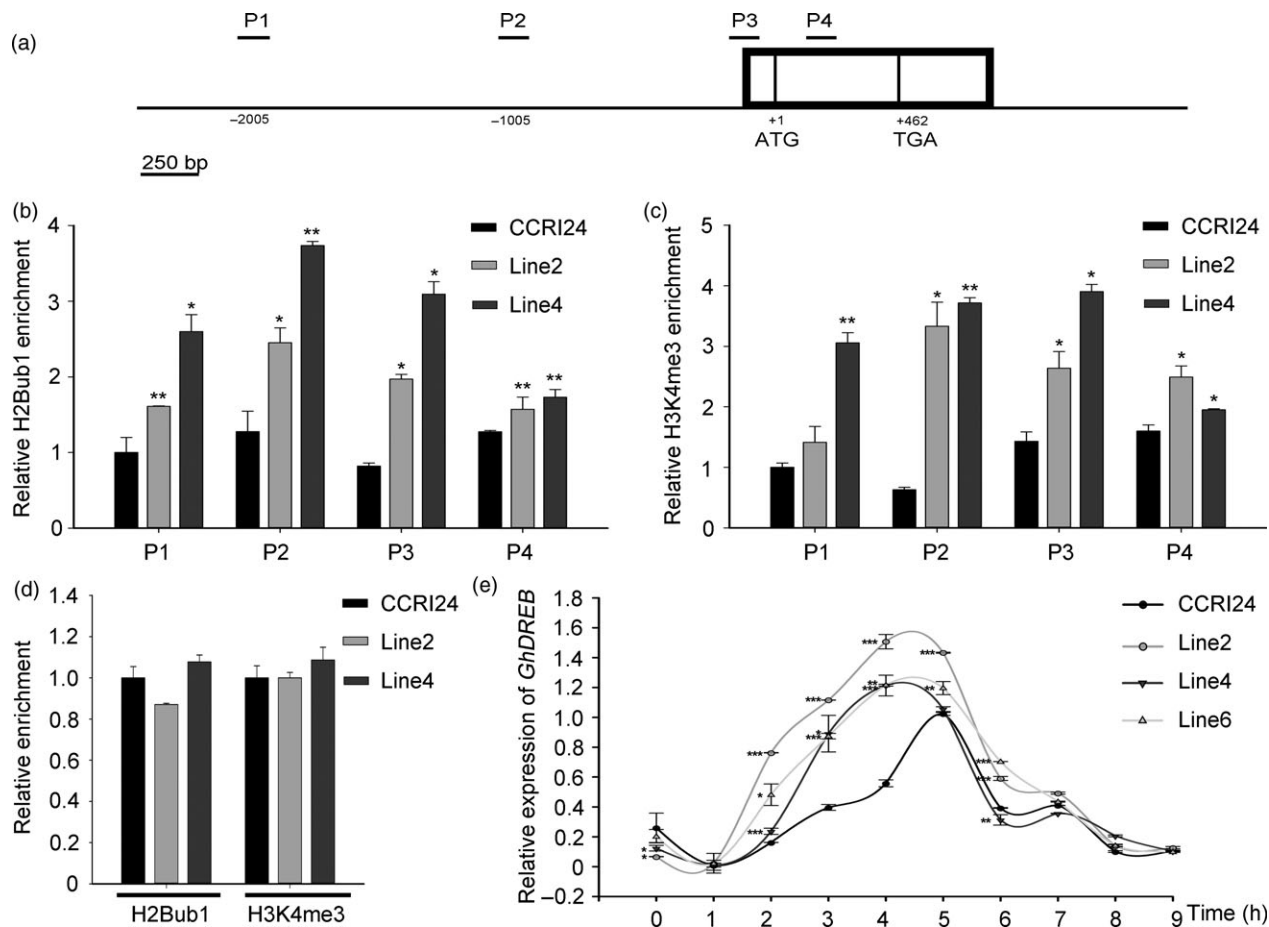 (a)
P1 P2 P3 P4
–2005 –1005 +1 +462
ATG TGA
250 bp
(b)
Relative H2Bub1 enrichment
4
3
2
1
0
CCRI24
Line2
Line4
** * * ** * * ** **
P1 P2 P3 P4
(c)
Relative H3K4me3 enrichment
5
4
3
2
1
0
CCRI24
Line2
Line4
** * ** * * * *
P1 P2 P3 P4
(d)
Relative enrichment
1.4
1.2
1.0
0.8
0.6
0.4
0.2
0
CCRI24
Line2
Line4
H2Bub1 H3K4me3
(e)
Relative expression of GhDREB
1.8
1.6
1.4
1.2
1.0
0.8
0.6
0.4
0.2
0
–0.2
CCRI24
Line2
Line4
Line6
*
*
***
*
***
***
*
***
***
**
***
***
**
***
***
**
0 1 2 3 4 5 6 7 8 9 Time (h)